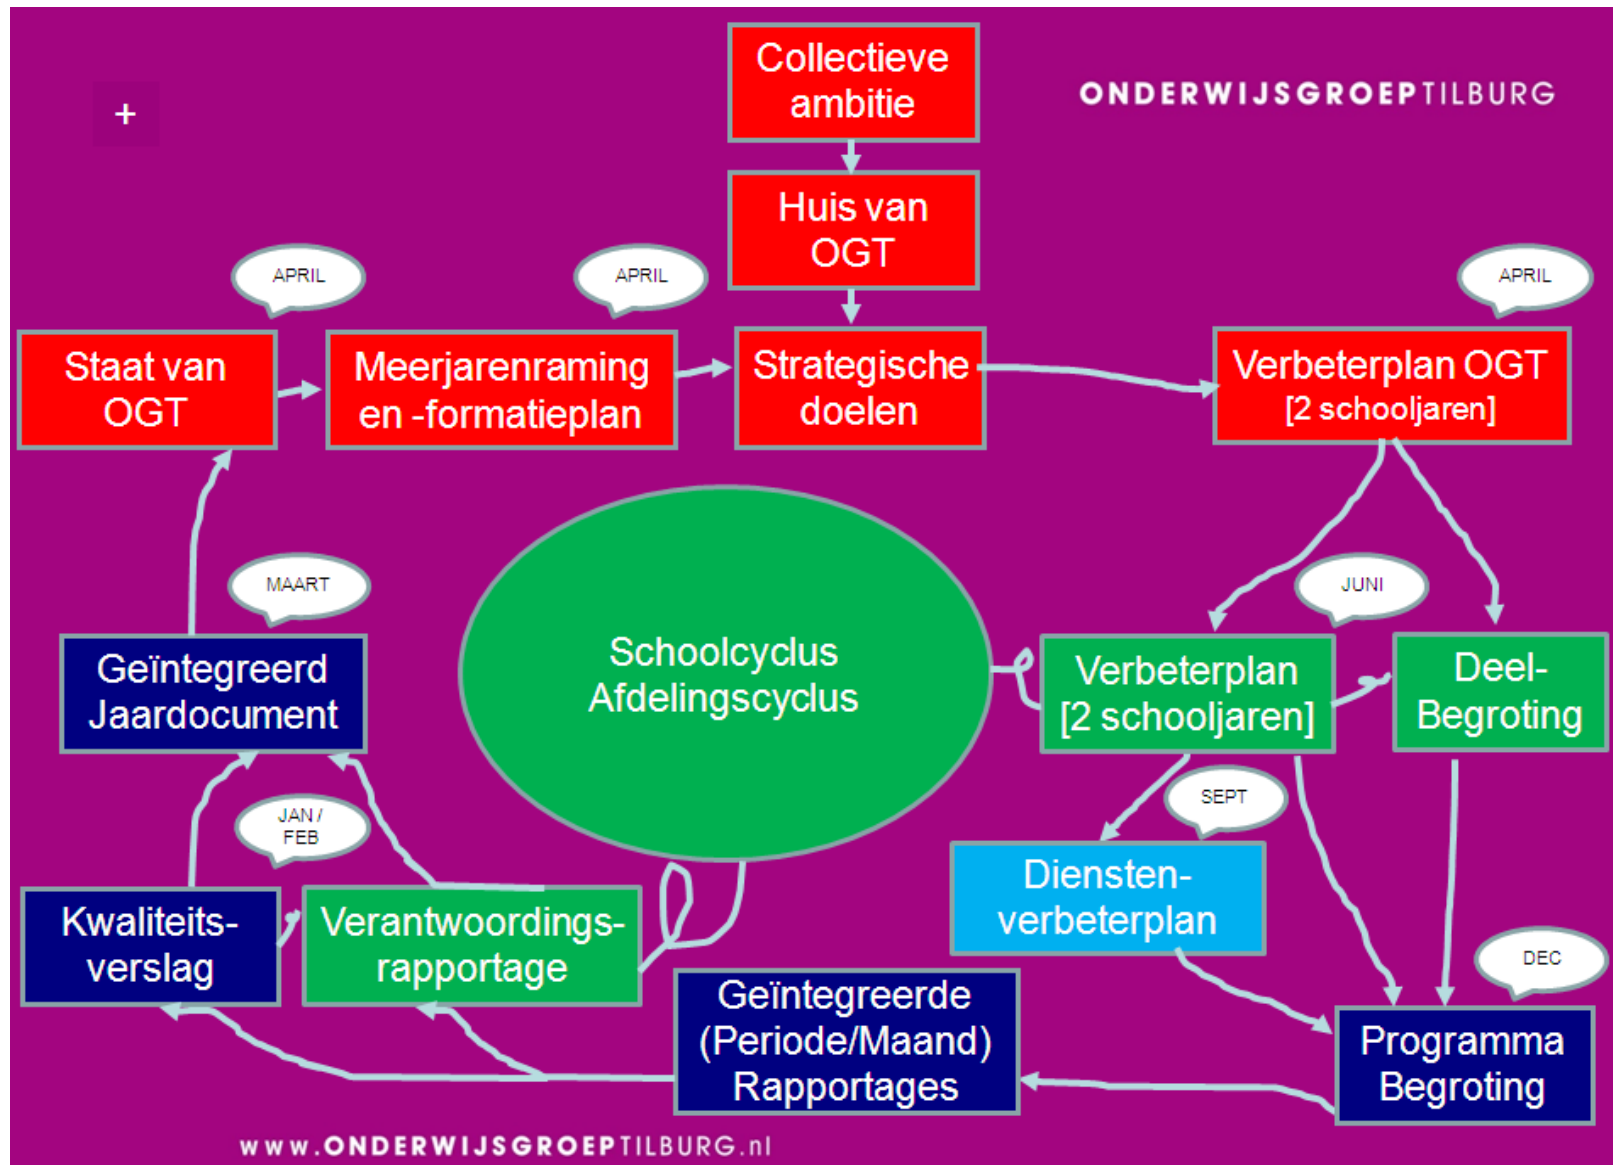 Collectieve
ambitie
+
ONDERWIJSGROEPTILBURG
Huis van
OGT
APRIL
APRIL
APRIL
Staat van
OGT
Meerjarenraming
en -formatieplan
Strategische
doelen
Verbeterplan OGT
[2 schooljaren]
MAART
JUNI
Geïntegreerd
Jaardocument
Schoolcyclus
Afdelingscyclus
Verbeterplan
[2 schooljaren]
Deel-
Begroting
JAN /
FEB
SEPT
Kwaliteits-
verslag
Verantwoordings-
rapportage
Diensten-
verbeterplan
DEC
Geïntegreerde
(Periode/Maand)
Rapportages
Programma
Begroting
www.ONDERWIJSGROEPTILBURG.nl